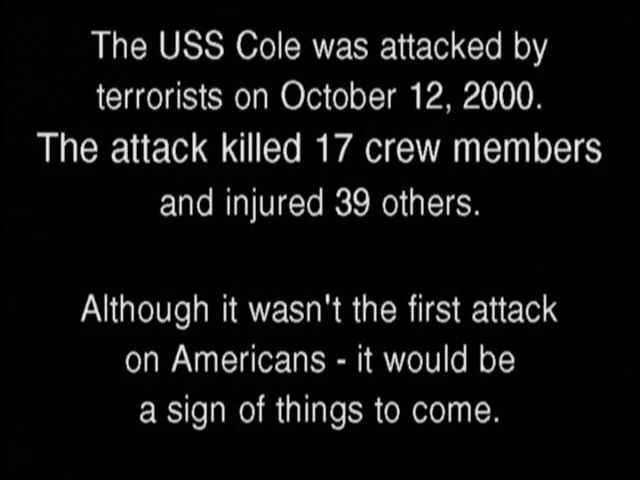 The USS Cole was attacked by
terrorists on October 12, 2000.
The attack killed 17 crew members
and injured 39 others.
Although it wasn't the first attack
on Americans - it would be
a sign of things to come.